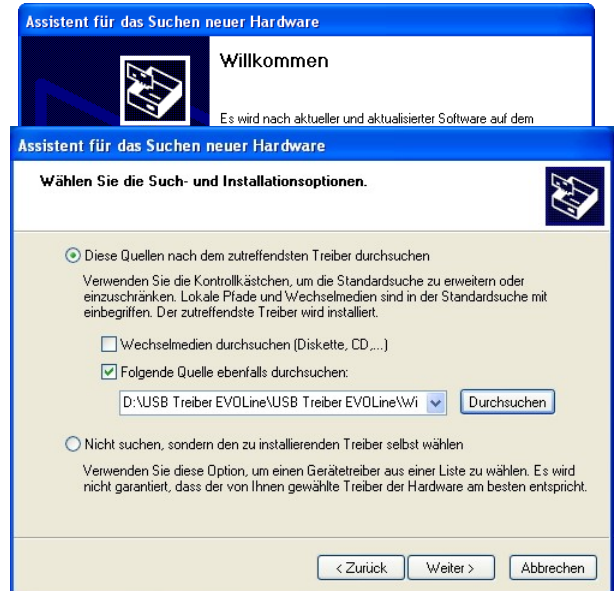 Assistent für das Suchen neuer Hardware
Willkommen
Es wird nach aktueller und aktualisierter Software auf dem
Assistent für das Suchen neuer Hardware
Wählen Sie die Such- und Installationsoptionen.
Diese Quellen nach dem zutreffendsten Treiber durchsuchen
Verwenden Sie die Kontrollkästchen, um die Standardsuche zu erweitern oder
einzuschränken. Lokale Pfade und Wechselmedien sind in der Standardsuche mit
einbegriffen. Der zutreffendste Treiber wird installiert.
Wechselmedien durchsuchen (Diskette, CD,...)
Folgende Quelle ebenfalls durchsuchen:
D:\USB Treiber EVOLine\USB Treiber EVOLine\Wi Durchsuchen
Nicht suchen, sondern den zu installierenden Treiber selbst wählen
Verwenden Sie diese Option, um einen Gerätetreiber aus einer Liste zu wählen. Es wird
nicht garantiert, dass der von Ihnen gewählte Treiber der Hardware am besten entspricht.
< Zurück Weiter > Abbrechen